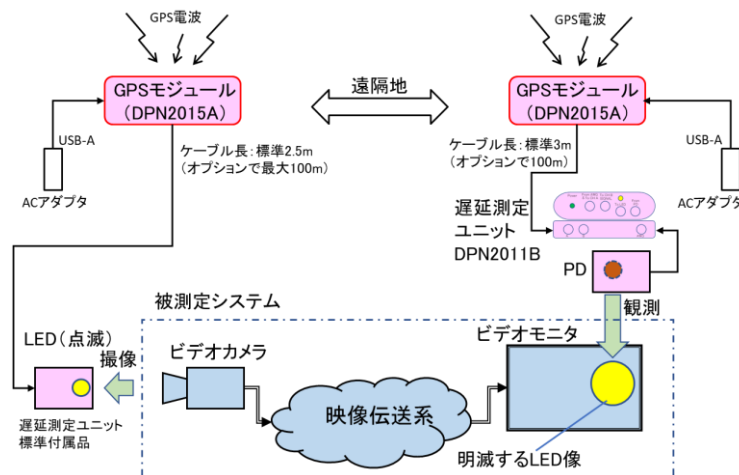 GPS電波
GPS電波
GPSモジュール
（DPN2015A）
遠隔地
GPSモジュール
（DPN2015A）
USB-A
ACアダプタ
ケーブル長：標準2.5m
（オプションで最大100m）
ケーブル長：標準3m
（オプションで100m）
USB-A
ACアダプタ
遅延測定
ユニット
DPN2011B
PD
観測
被測定システム
LED（点滅）
撮像
ビデオカメラ
ビデオモニタ
映像伝送系
遅延測定ユニット
標準付属品
明滅するLED像